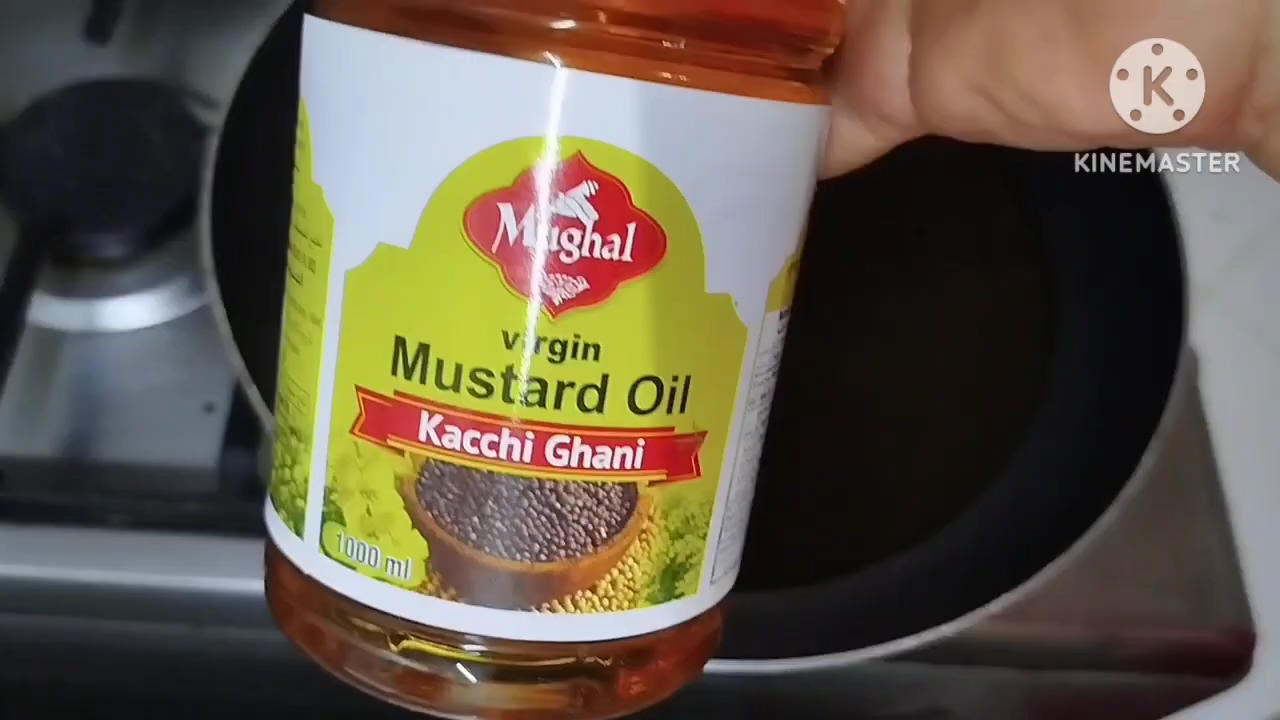 Mughal
virgin
Mustard Oil
Kacchi Ghani
1000 ml
K
KINEMASTER